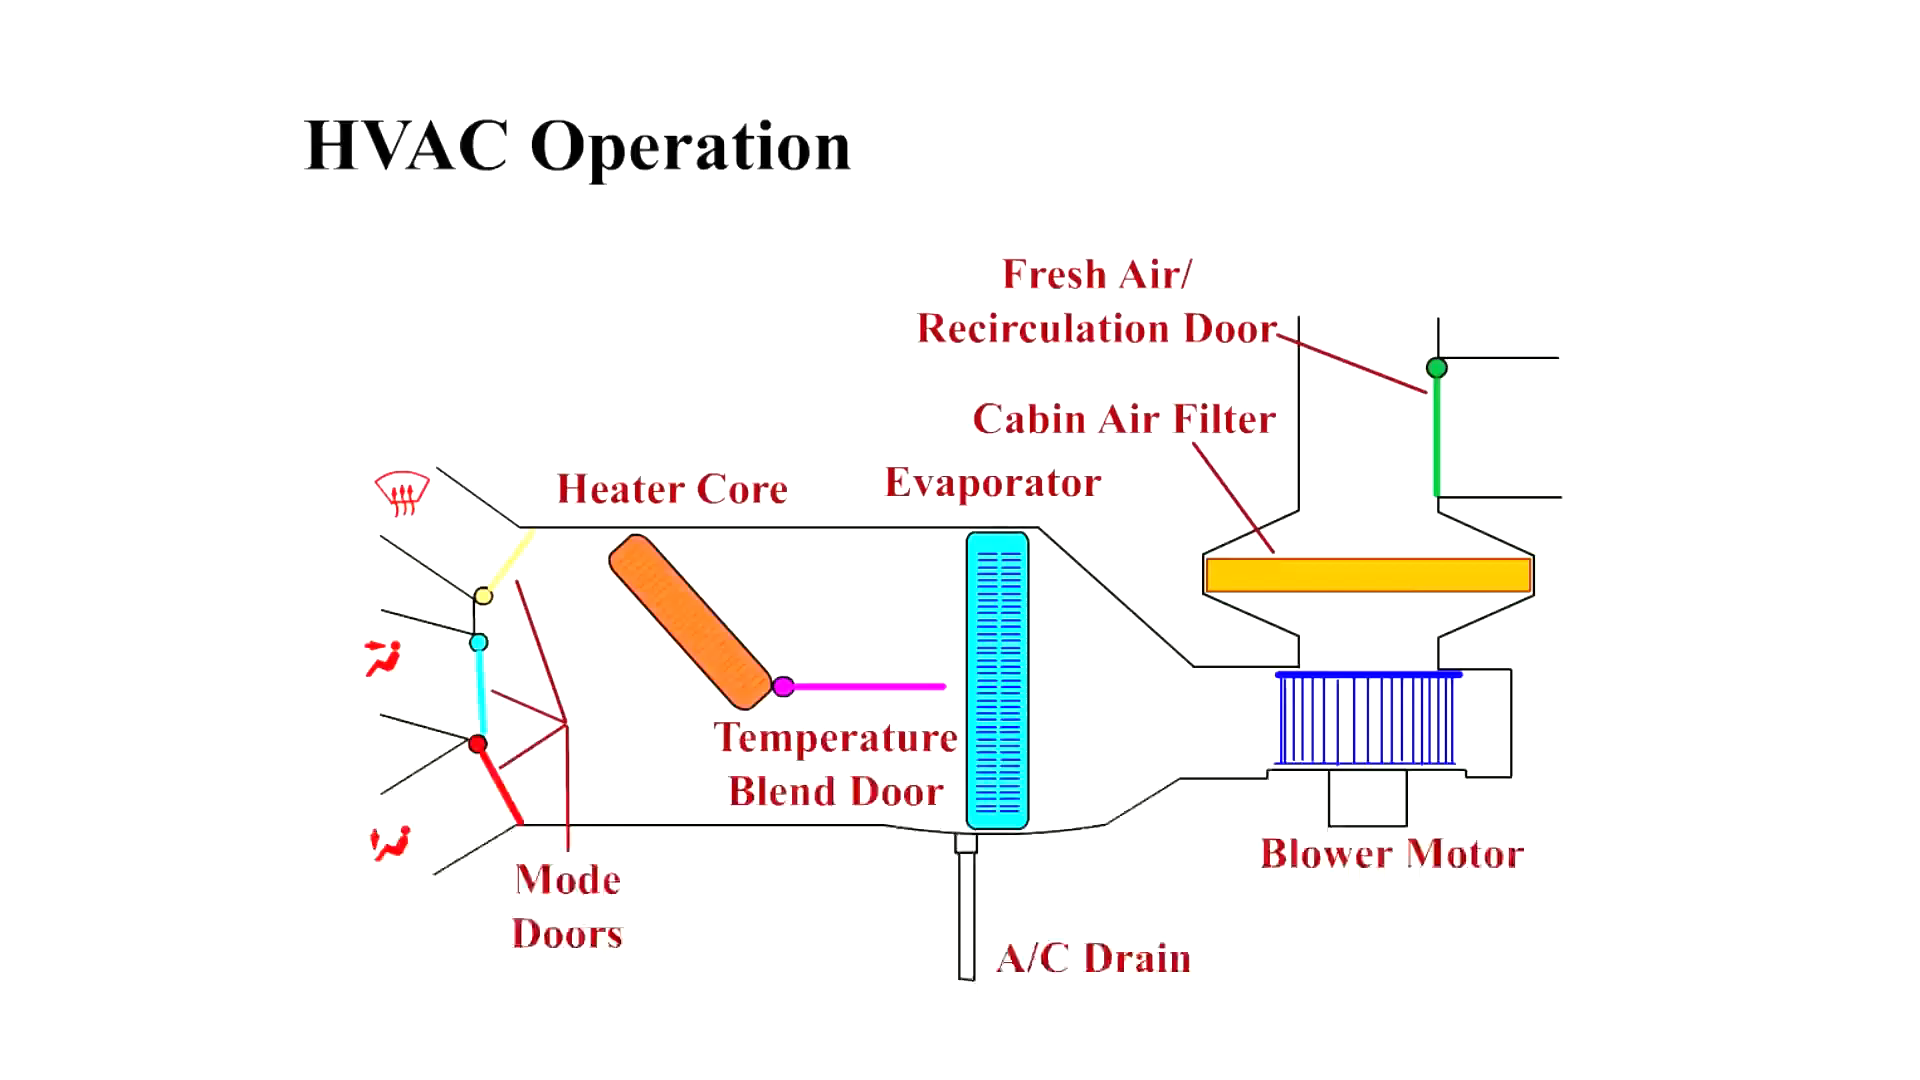 HVAC Operation
Fresh Air/
Recirculation Door
Cabin Air Filter
Heater Core
Evaporator
Temperature
Blend Door
Mode
Doors
Blower Motor
A/C Drain